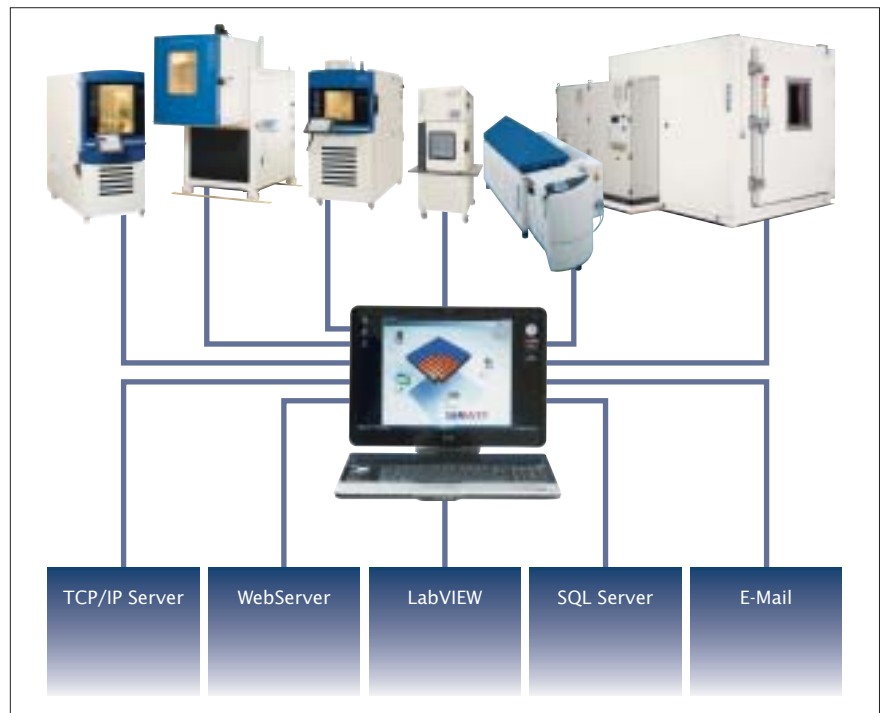 TCP/IP Server
WebServer
LabVIEW
SQL Server
E-Mail